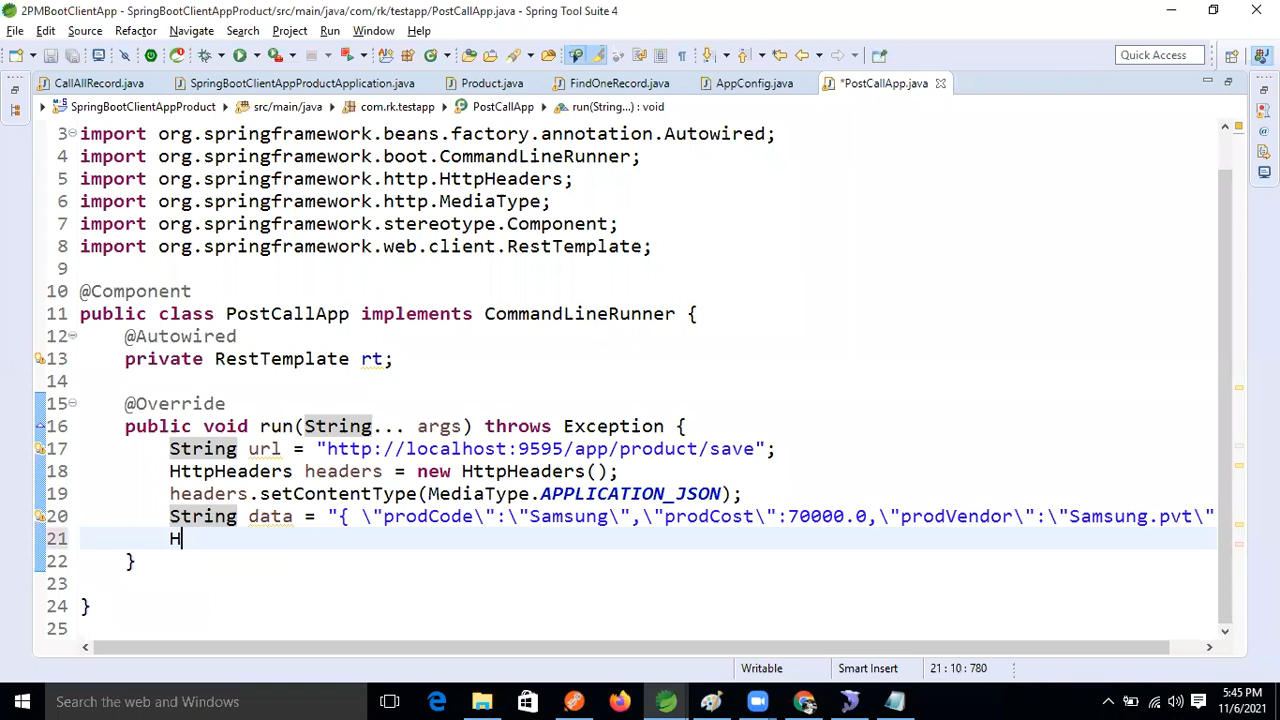 2PMBootClientApp - SpringBootClientAppProduct/src/main/java/com/rk/testapp/PostCallApp.java - Spring Tool Suite 4
File Edit Source Refactor Navigate Search Project Run Window Help
Quick Access
CallAllRecord.java SpringBootClientAppProductApplication.java Product.java FindOneRecord.java AppConfig.java *PostCallApp.java
SpringBootClientAppProduct src/main/java com.rk.testapp PostCallApp run(String...) : void
3 import org.springframework.beans.factory.annotation.Autowired;
4 import org.springframework.boot.CommandLineRunner;
5 import org.springframework.http.HttpHeaders;
6 import org.springframework.http.MediaType;
7 import org.springframework.stereotype.Component;
8 import org.springframework.web.client.RestTemplate;
9
10 @Component
11 public class PostCallApp implements CommandLineRunner {
12 @Autowired
13 private RestTemplate rt;
14
15 @Override
16 public void run(String... args) throws Exception {
17 String url = "http://localhost:9595/app/product/save";
18 HttpHeaders headers = new HttpHeaders();
19 headers.setContentType(MediaType.APPLICATION_JSON);
20 String data = "{ \"prodCode\":\"Samsung\",\"prodCost\":70000.0,\"prodVendor\":\"Samsung.pvt\"
21 H
22 }
23
24 }
25
Writable Smart Insert 21 : 10 : 780
Search the web and Windows
5:45 PM
11/6/2021